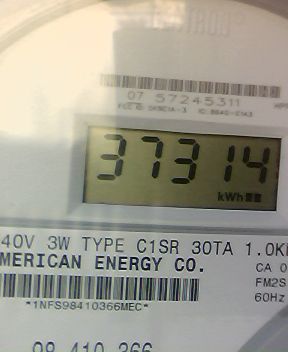 07 57245311
37314
kWh
40V 3W TYPE C1SR 30TA 1.0K
MERICAN ENERGY CO.
CA 0
FM2S
60Hz
*1NFS98410366MEC*
98 410 366